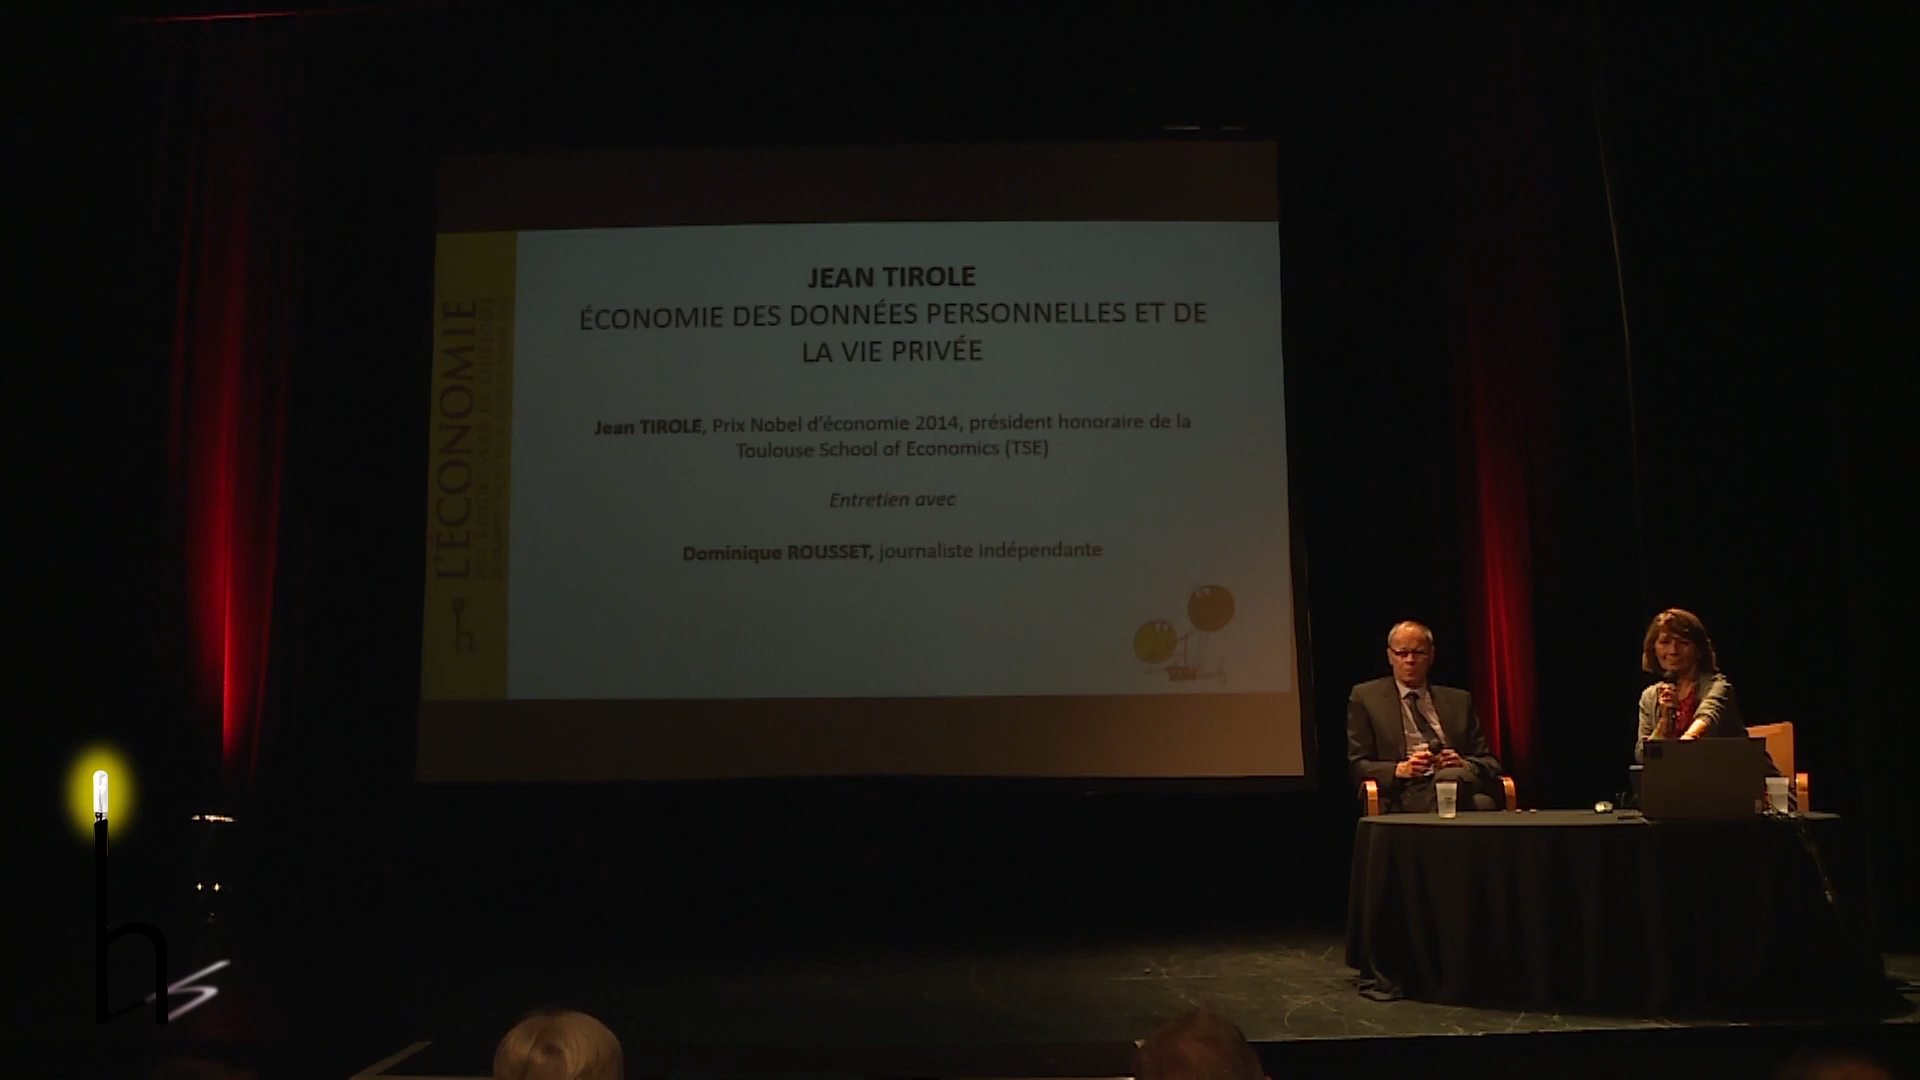 JEAN TIROLE
ÉCONOMIE DES DONNÉES PERSONNELLES ET DE
LA VIE PRIVÉE
Jean TIROLE, Prix Nobel d'économie 2014, président honoraire de la
Toulouse School of Economics (TSE)
Entretien avec
Dominique ROUSSET, journaliste indépendante
L'ÉCONOMIE